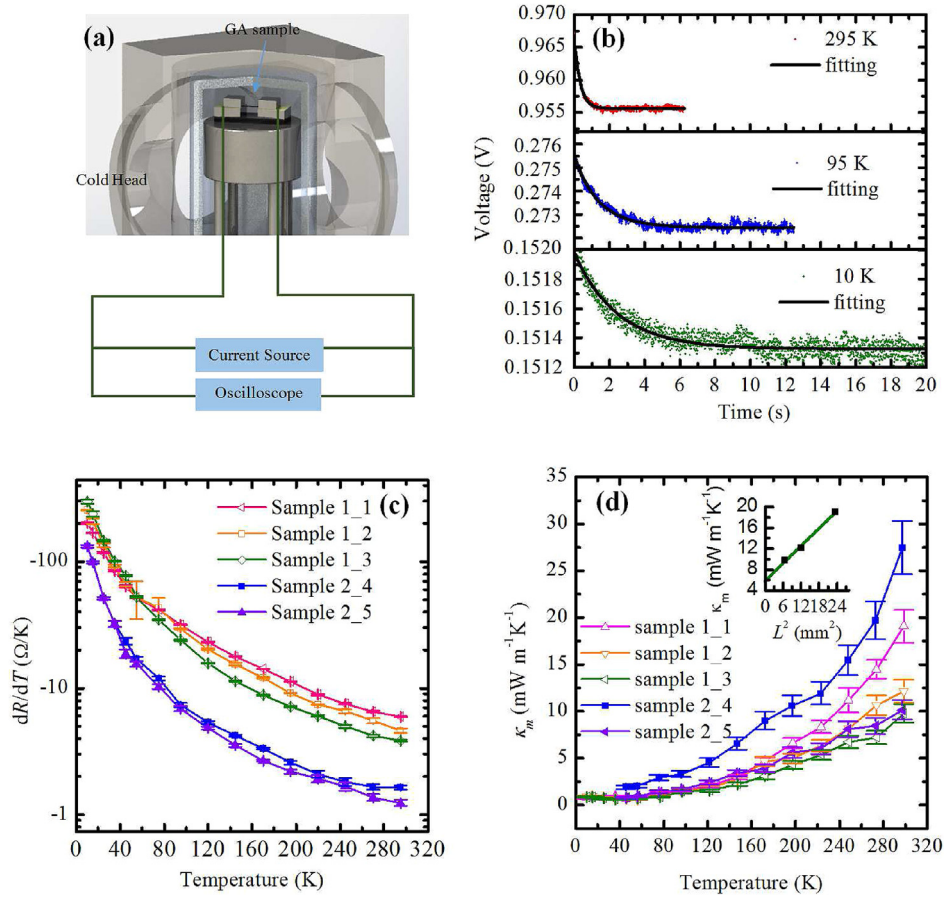 (a)
GA sample
Cold Head
Current Source
Oscilloscope
(b)
0.970
0.965
0.960
0.955
0.276
0.274
0.273
0.1520
0.1518
0.1516
0.1514
0.1512
Voltage (V)
295 K
fitting
95 K
fitting
10 K
fitting
0 2 4 6 8 10 12 14 16 18 20
Time (s)
(c)
-100
-10
-1
dR/dT (Ω/K)
Sample 1_1
Sample 1_2
Sample 1_3
Sample 2_4
Sample 2_5
0 40 80 120 160 200 240 280 320
Temperature (K)
(d)
35
30
25
20
15
10
5
0
κm (mW m-1K-1)
sample 1_1
sample 1_2
sample 1_3
sample 2_4
sample 2_5
20
16
12
8
κ_m (mW m-1K-1)
0 6 12 18 24
L2 (mm2)
0 40 80 120 160 200 240 280 320
Temperature (K)